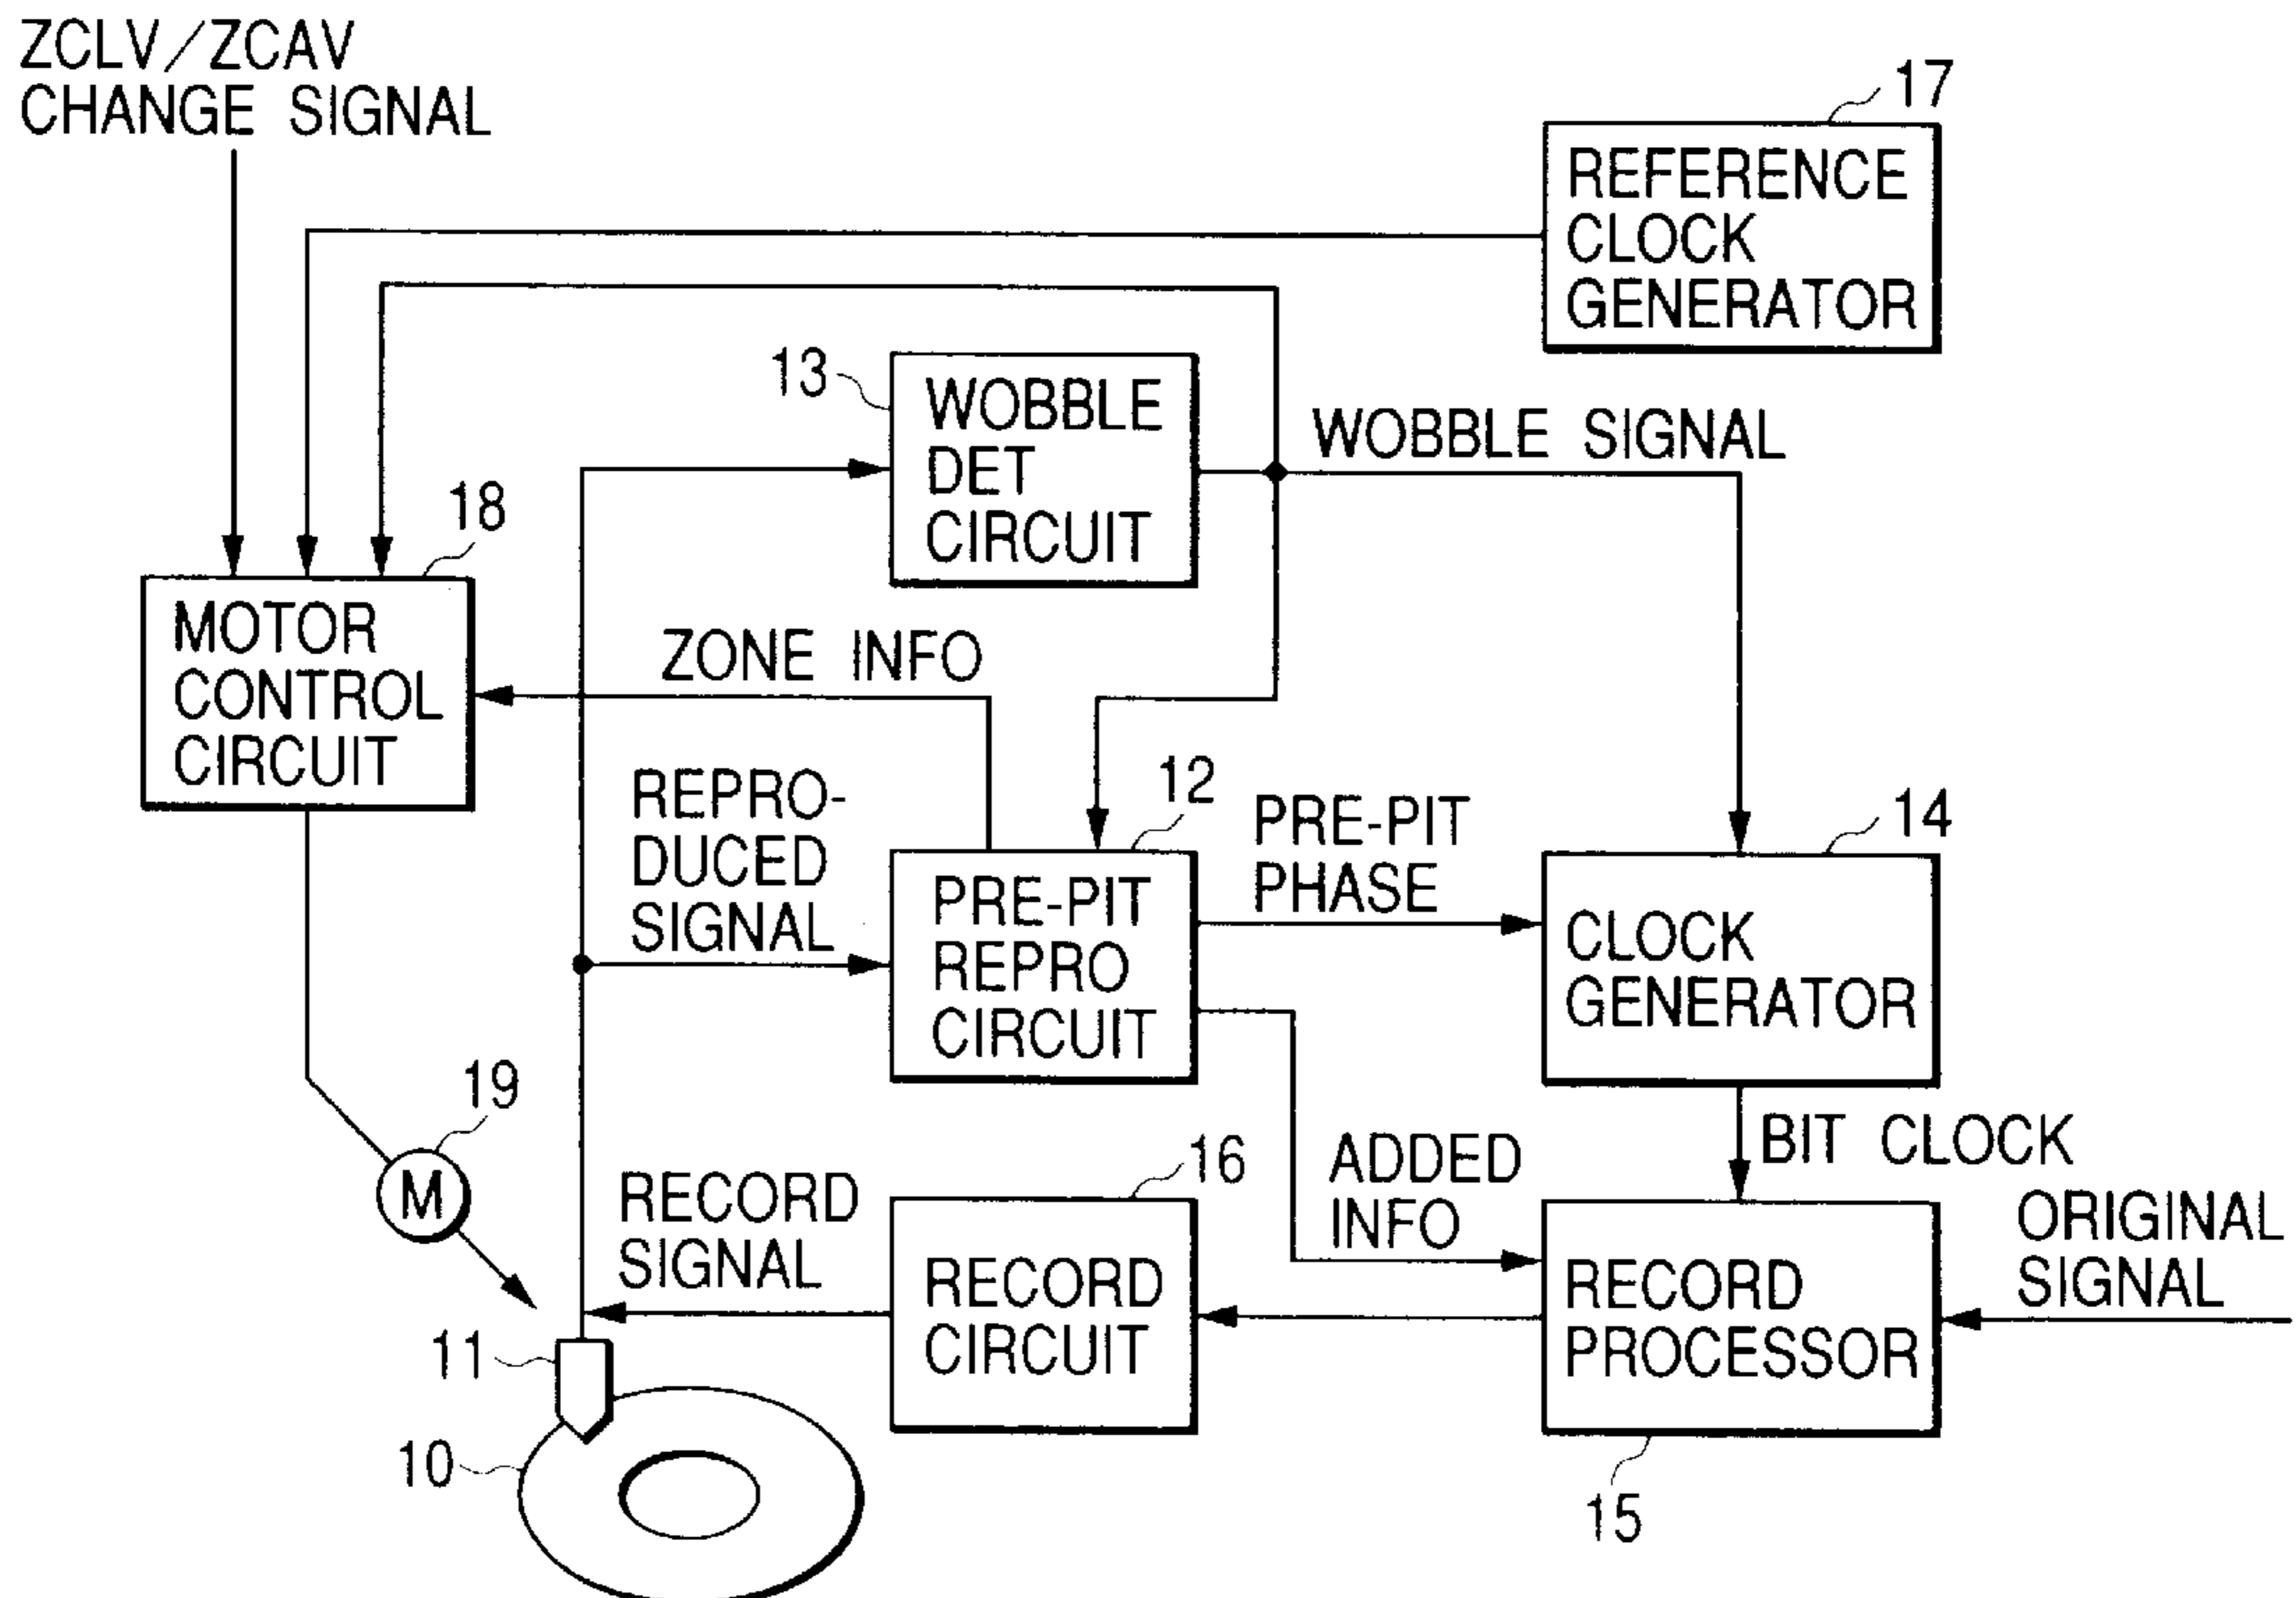 ZCLV/ZCAV
CHANGE SIGNAL
17
REFERENCE
CLOCK
GENERATOR
13
WOBBLE
DET
CIRCUIT
WOBBLE SIGNAL
18
MOTOR
CONTROL
CIRCUIT
ZONE INFO
REPRO-
DUCED
SIGNAL
12
PRE-PIT
REPRO
CIRCUIT
PRE-PIT
PHASE
14
CLOCK
GENERATOR
19
M
BIT CLOCK
ADDED
INFO
16
RECORD
SIGNAL
RECORD
CIRCUIT
RECORD
PROCESSOR
ORIGINAL
SIGNAL
11
10
15